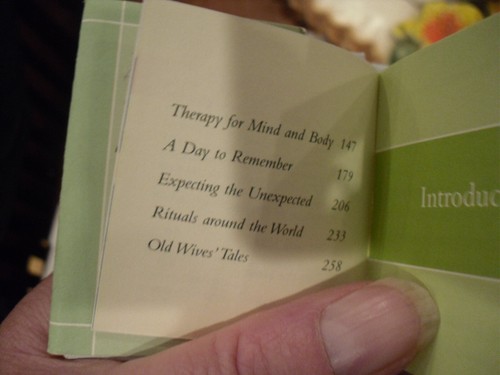 Therapy for Mind and Body 147
A Day to Remember 179
Expecting the Unexpected 206
Rituals around the World 233
Old Wives' Tales 258
Introduc